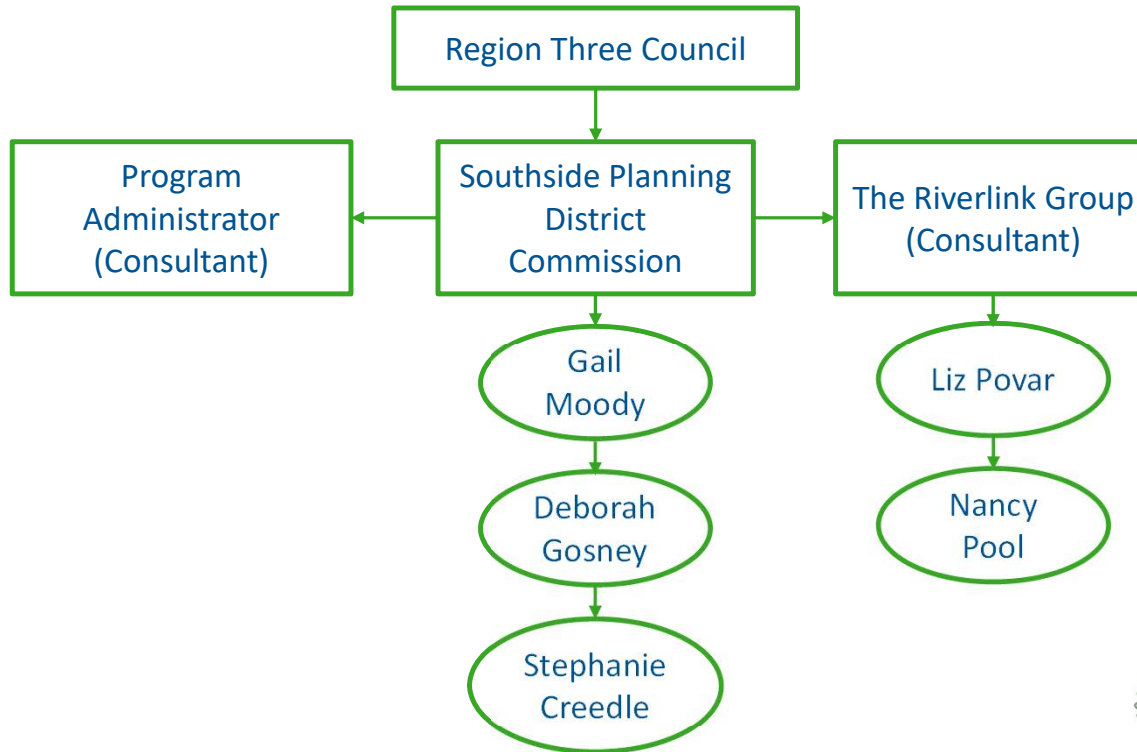 Region Three Council
Program
Administrator
(Consultant)
Southside Planning
District
Commission
The Riverlink Group
(Consultant)
Gail
Moody
Deborah
Gosney
Stephanie
Creedle
Liz Povar
Nancy
Pool